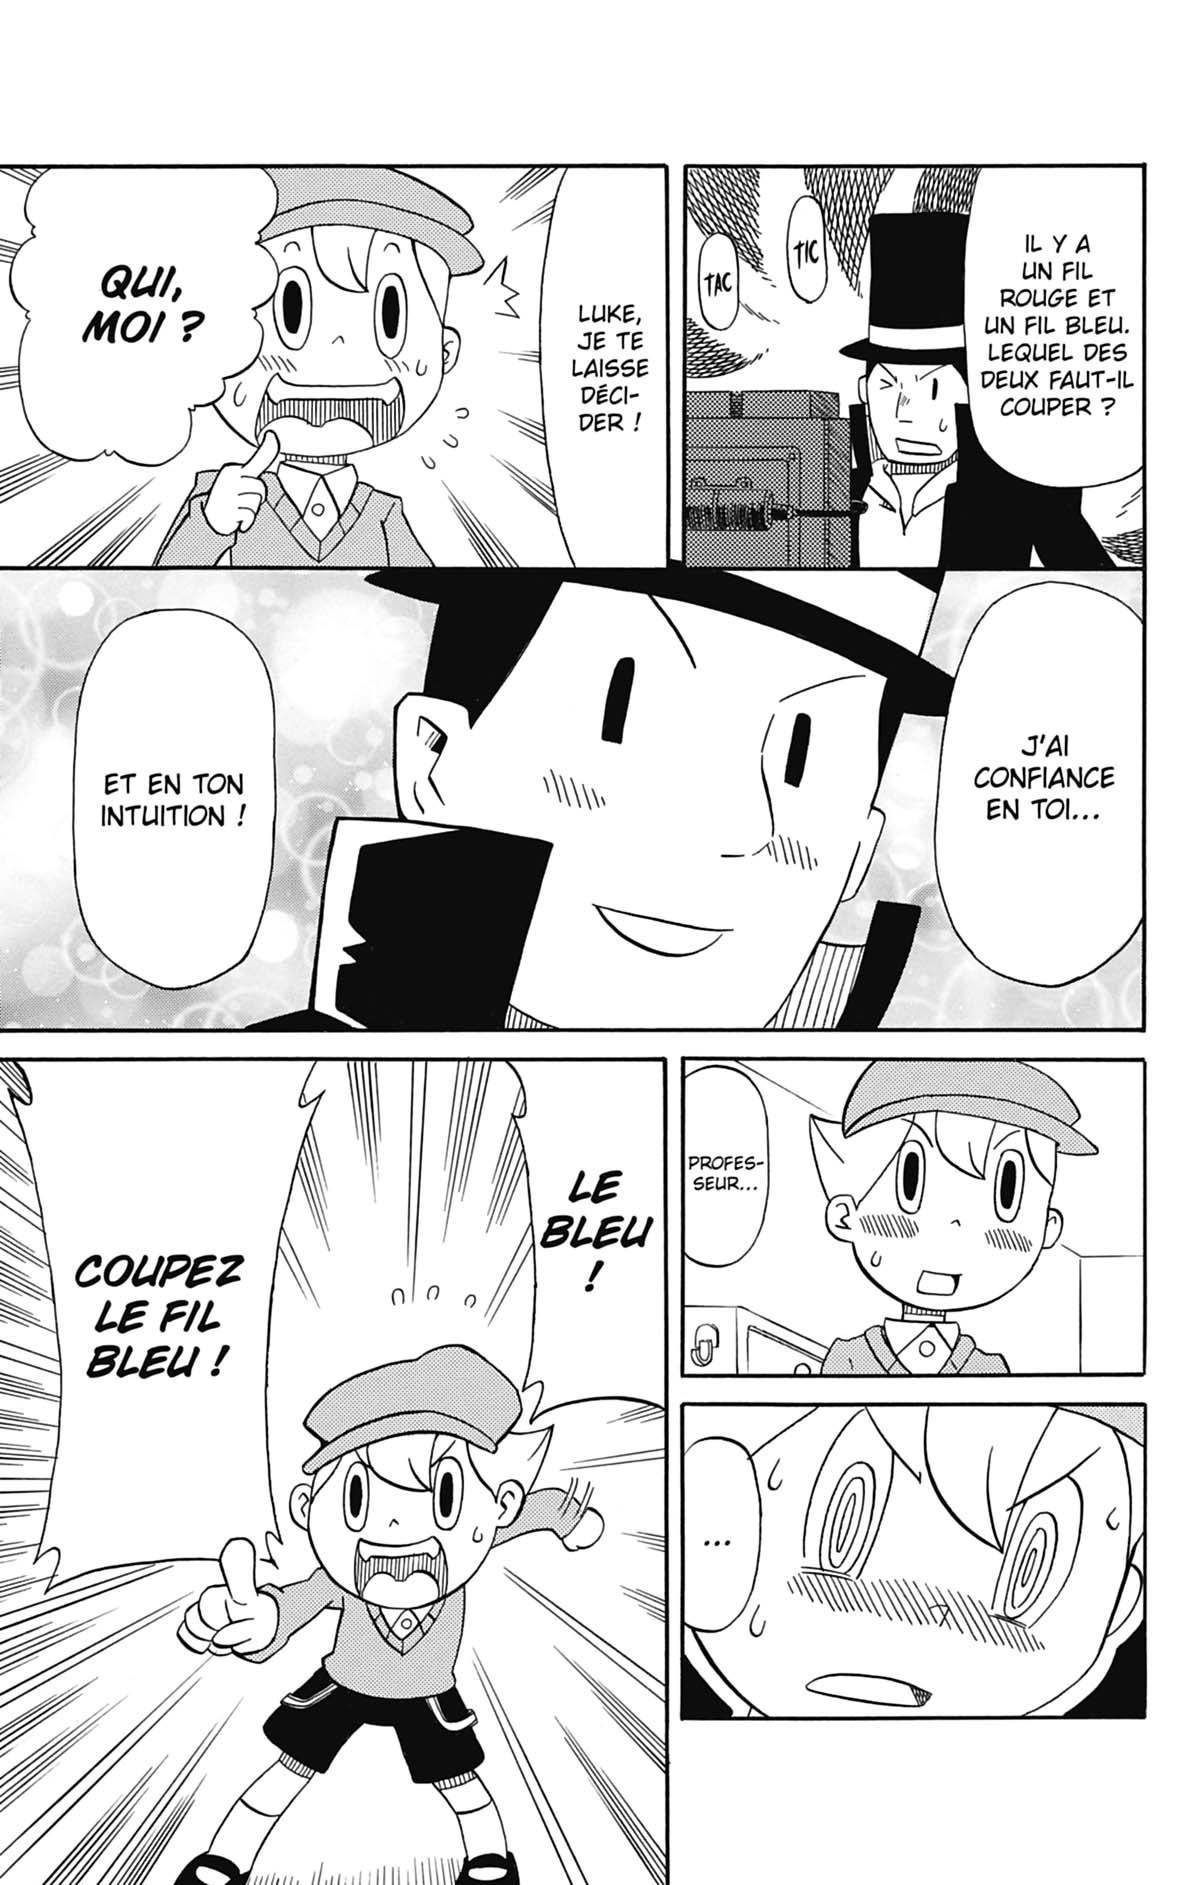 IL Y A
UN FIL
ROUGE ET
UN FIL BLEU.
LEQUEL DES
DEUX FAUT-IL
COUPER ?
TIC
TAC
LUKE,
JE TE
LAISSE
DÉCI-
DER !
QUI,
MOI ?
J'AI
CONFIANCE
EN TOI...
ET EN TON
INTUITION !
PROFES-
SEUR...
...
LE
BLEU
!
COUPEZ
LE FIL
BLEU !